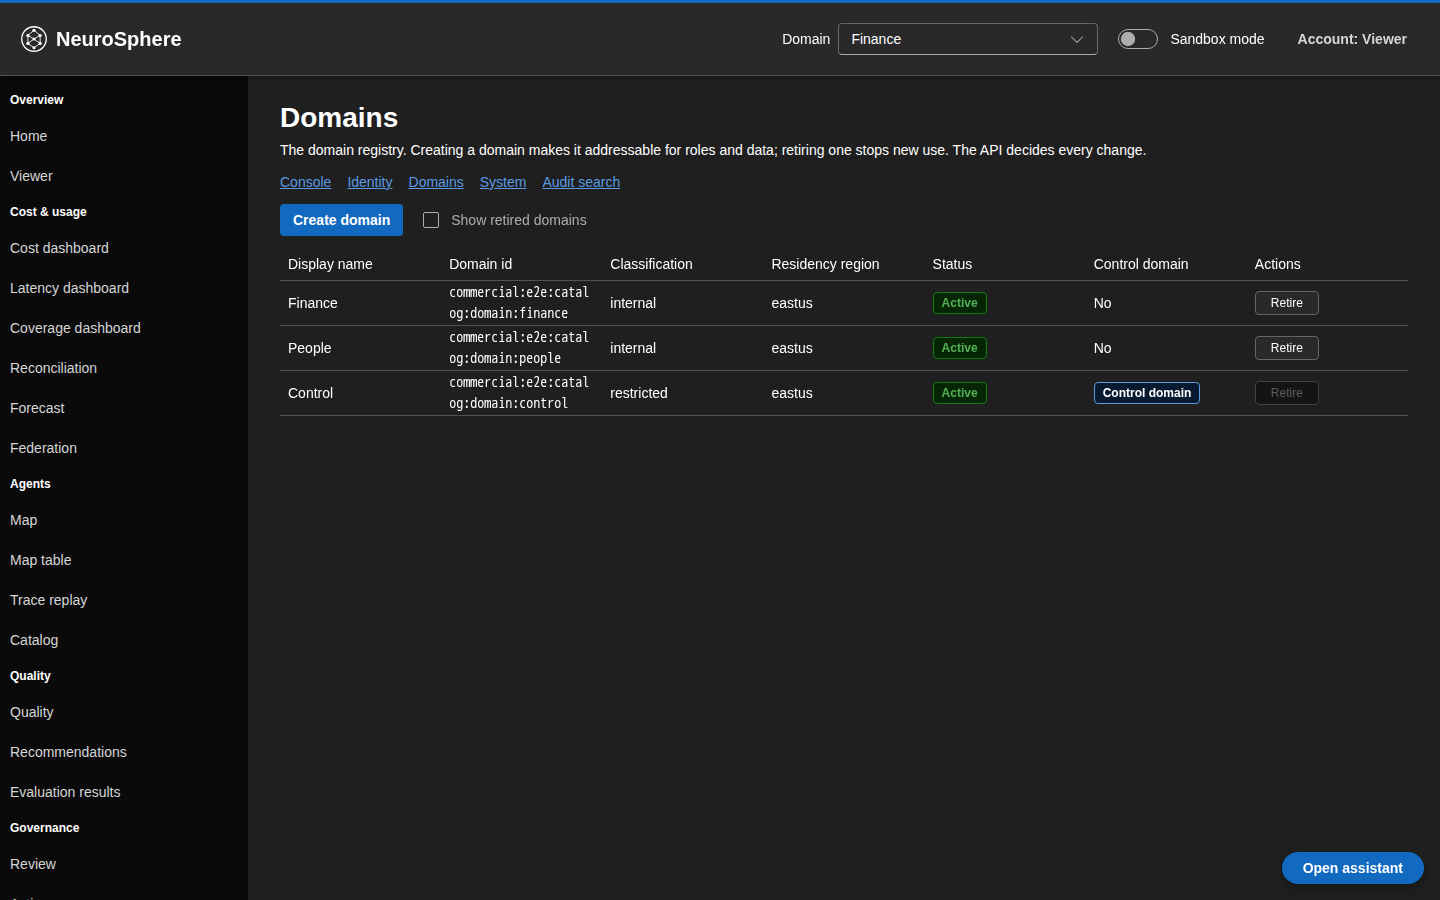 NeuroSphere
Domain
Finance
Sandbox mode
Account: Viewer
Overview
Home
Viewer
Cost & usage
Cost dashboard
Latency dashboard
Coverage dashboard
Reconciliation
Forecast
Federation
Agents
Map
Map table
Trace replay
Catalog
Quality
Quality
Recommendations
Evaluation results
Governance
Review
Domains
The domain registry. Creating a domain makes it addressable for roles and data; retiring one stops new use. The API decides every change.
Console Identity Domains System Audit search
Create domain Show retired domains
Display name Domain id Classification Residency region Status Control domain Actions
Finance commercial:e2e:catal internal eastus Active No Retire
og:domain:finance
People commercial:e2e:catal internal eastus Active No Retire
og:domain:people
Control commercial:e2e:catal restricted eastus Active Control domain Retire
og:domain:control
Open assistant